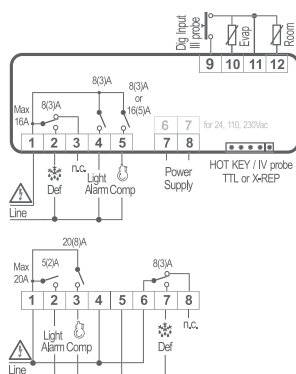 Dig Input
III probe
Evap
Room
9 10 11 12
8(3)A
8(3)A
or
16(5)A
Max
16A
8(3)A
6 7 for 24, 110, 230Vac
1 2 3 4 5 7 8
n.c.
HOT KEY / IV probe
TTL or X-REP
Def
Light
Alarm Comp
Power
Supply
Line
20(8)A
Max
20A
5(2)A
8(3)A
1 2 3 4 5 6 7 8
n.c.
Light
Alarm Comp
Def
Line